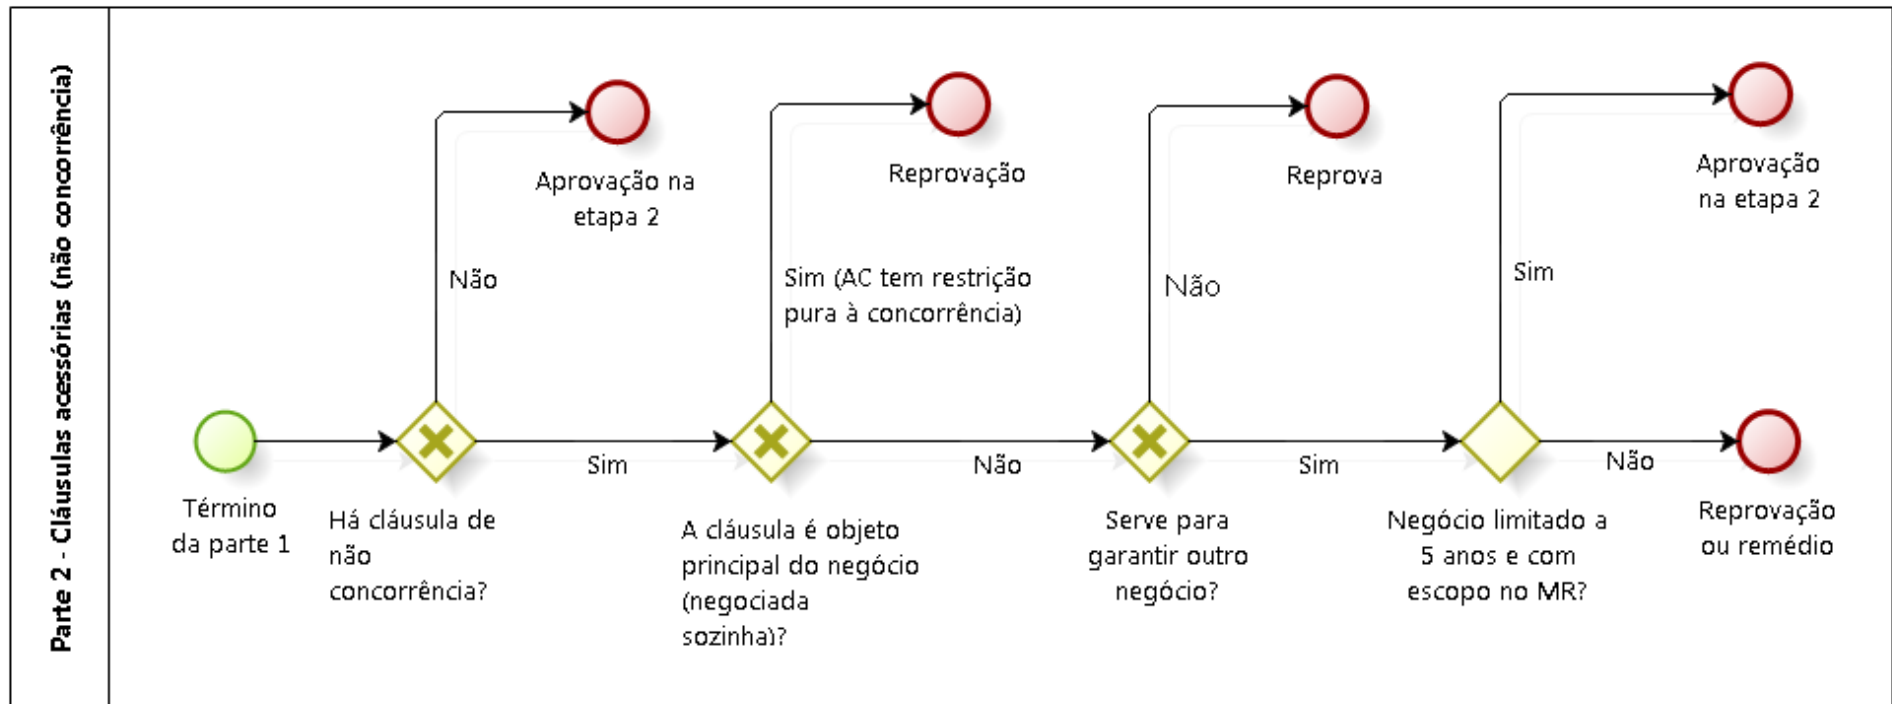 Parte 2 - Cláusulas acessórias (não concorrência)
Aprovação na
etapa 2
Reprovação
Reprova
Aprovação
na etapa 2
Não
Sim (AC tem restrição
pura à concorrência)
Não
Sim
Sim
Não
Sim
Não
Término
da parte 1
Há cláusula de
não
concorrência?
A cláusula é objeto
principal do negócio
(negociada
sozinha)?
Serve para
garantir outro
negócio?
Negócio limitado a
5 anos e com
escopo no MR?
Reprovação
ou remédio